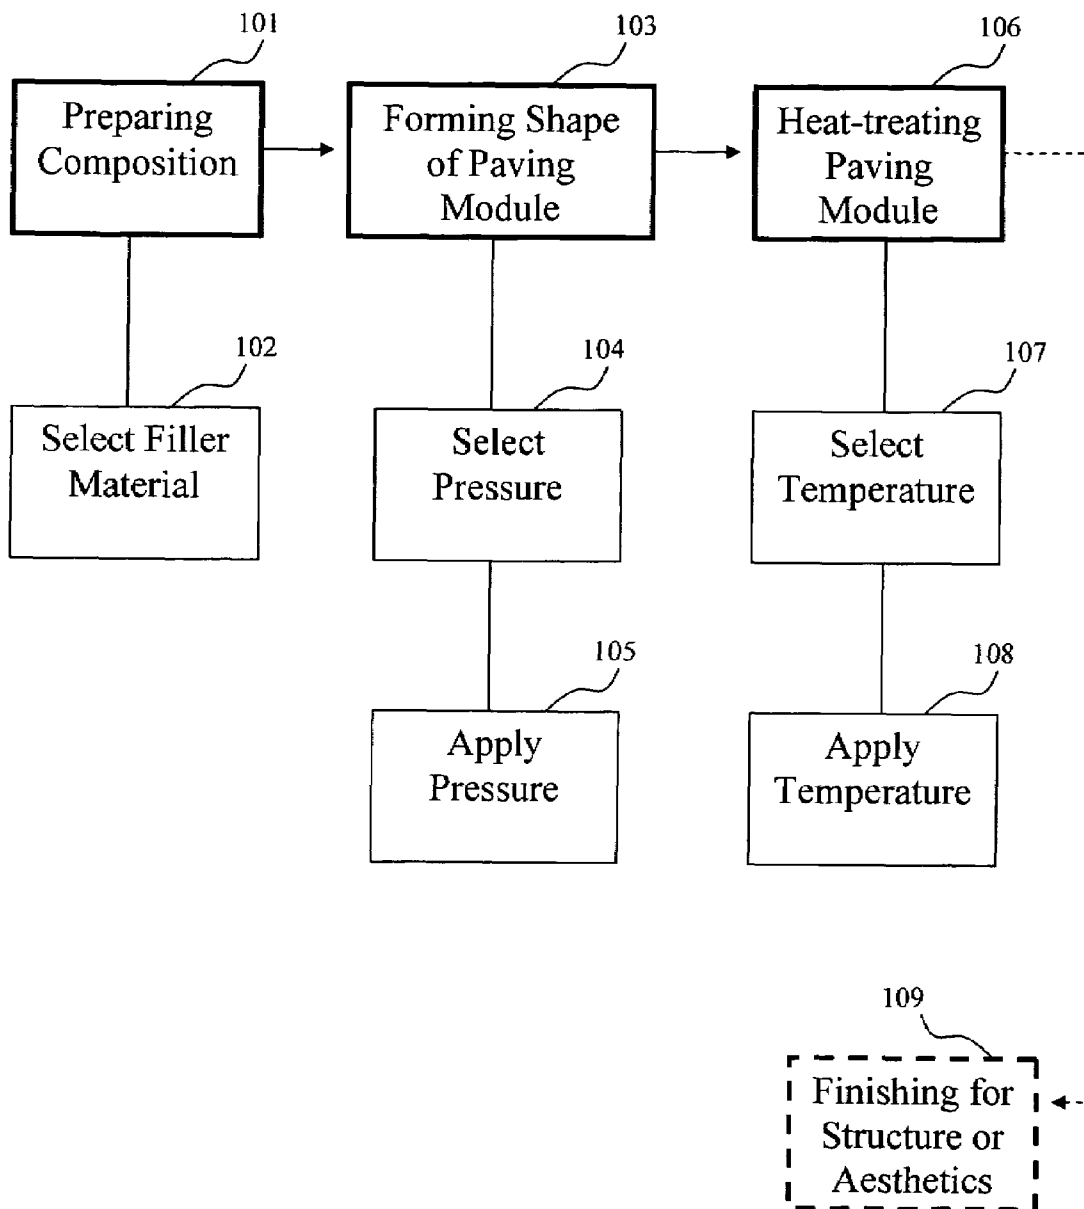 101
Preparing
Composition
103
Forming Shape
of Paving
Module
106
Heat-treating
Paving
Module
102
Select Filler
Material
104
Select
Pressure
107
Select
Temperature
105
Apply
Pressure
108
Apply
Temperature
109
Finishing for
Structure or
Aesthetics